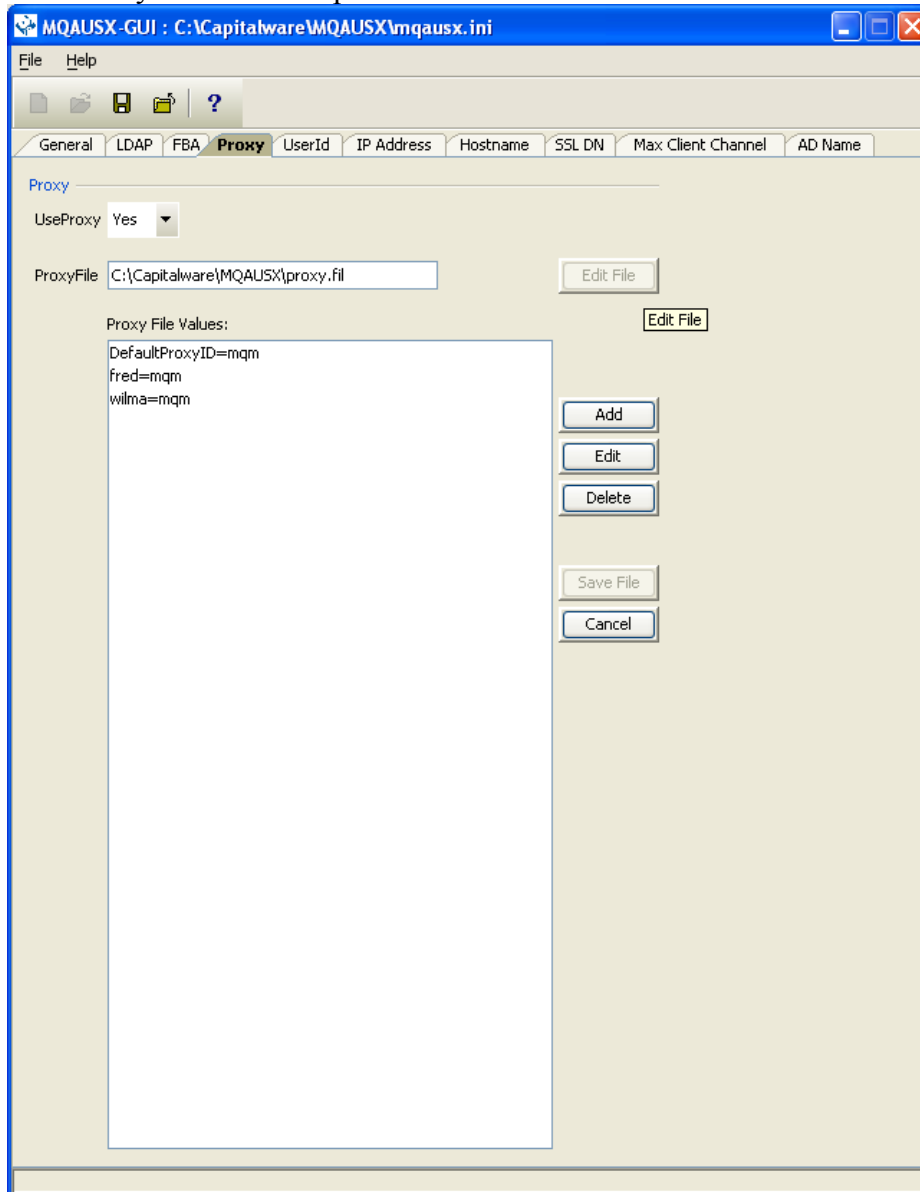 MQAUSX-GUI : C:\Capitalware\MQAUSX\mqausx.ini
File Help
?
General LDAP FBA Proxy UserId IP Address Hostname SSL DN Max Client Channel AD Name
Proxy
UseProxy Yes
ProxyFile C:\Capitalware\MQAUSX\proxy.fil Edit File
Edit File
Proxy File Values:
DefaultProxyID=mqm
fred=mqm
wilma=mqm
Add
Edit
Delete
Save File
Cancel